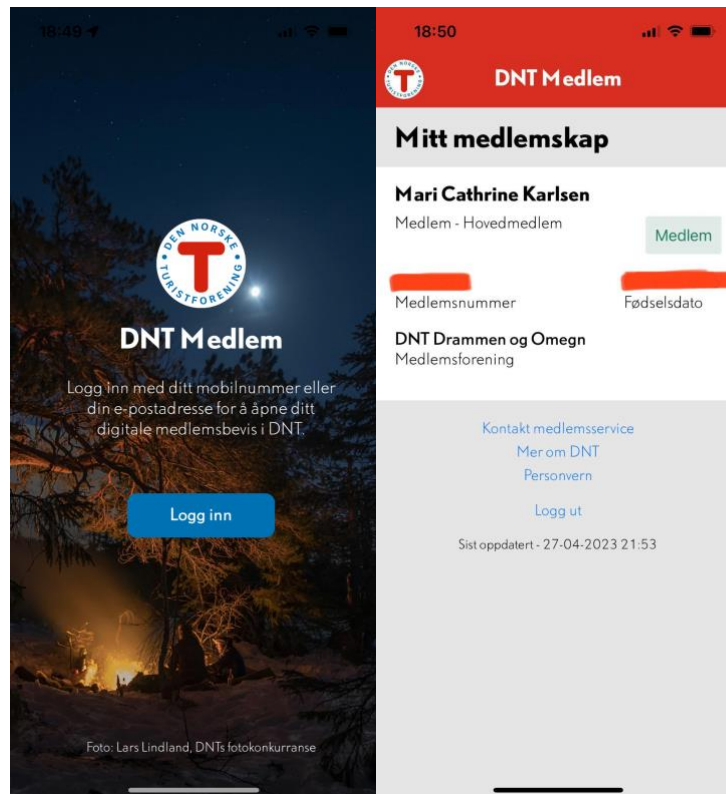 18:49
DEN NORSKE
TURISTFORENING
T
DNT Medlem
Logg inn med ditt mobilnummer eller
din e-postadresse for å åpne ditt
digitale medlemsbevis i DNT.
Logg inn
Foto: Lars Lindland, DNTs fotokonkurranse
18:50
DEN NORSKE
TURISTFORENING
T
DNT Medlem
Mitt medlemskap
Mari Cathrine Karlsen
Medlem - Hovedmedlem
Medlem
Medlemsnummer
Fødselsdato
DNT Drammen og Omegn
Medlemsforening
Kontakt medlemsservice
Mer om DNT
Personvern
Logg ut
Sist oppdatert - 27-04-2023 21:53